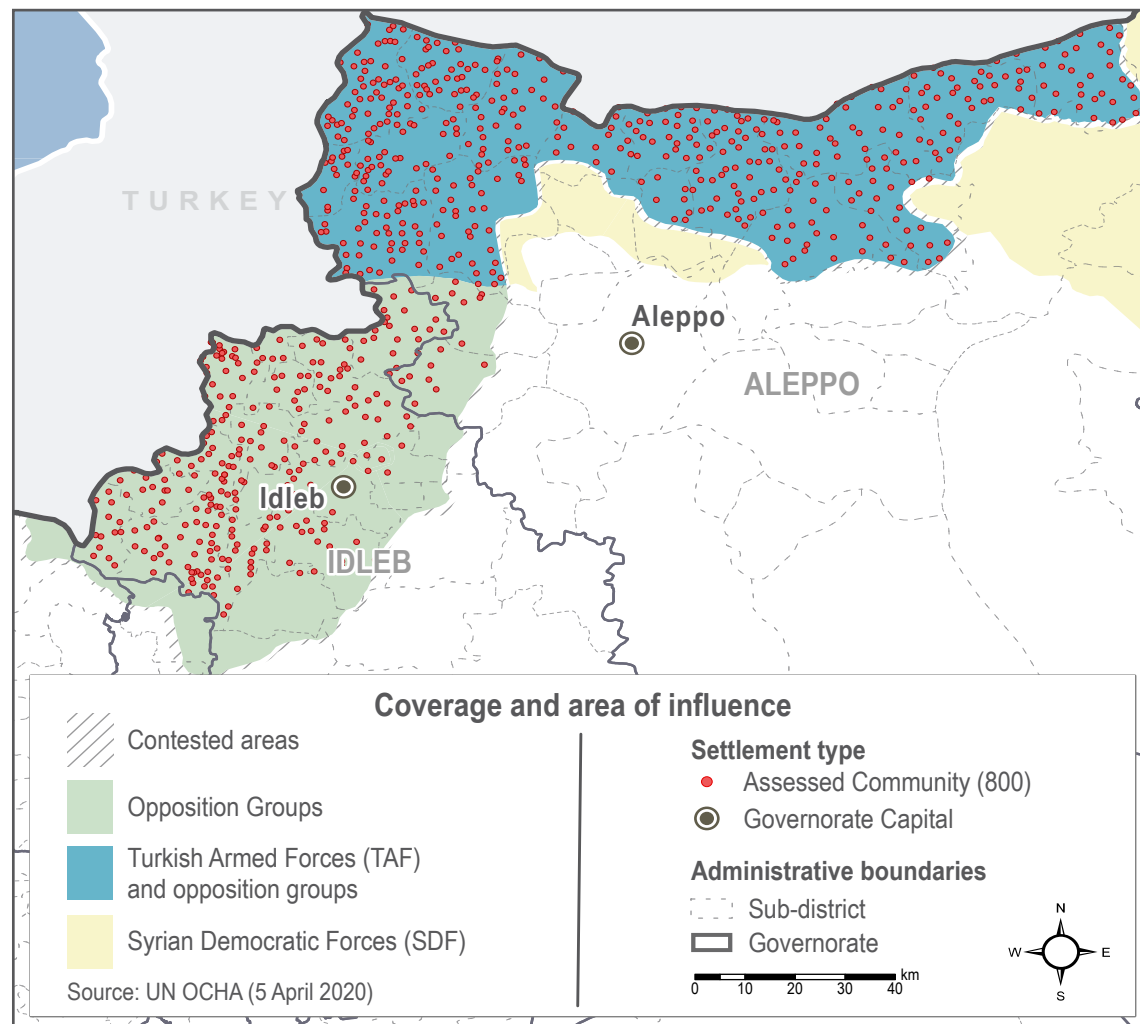 TURKEY
Aleppo
ALEPPO
Idleb
IDLEB
Coverage and area of influence
Contested areas
Opposition Groups
Turkish Armed Forces (TAF)
and opposition groups
Syrian Democratic Forces (SDF)
Source: UN OCHA (5 April 2020)
Settlement type
Assessed Community (800)
Governorate Capital
Administrative boundaries
Sub-district
Governorate
km
0 10 20 30 40
N
W E
S